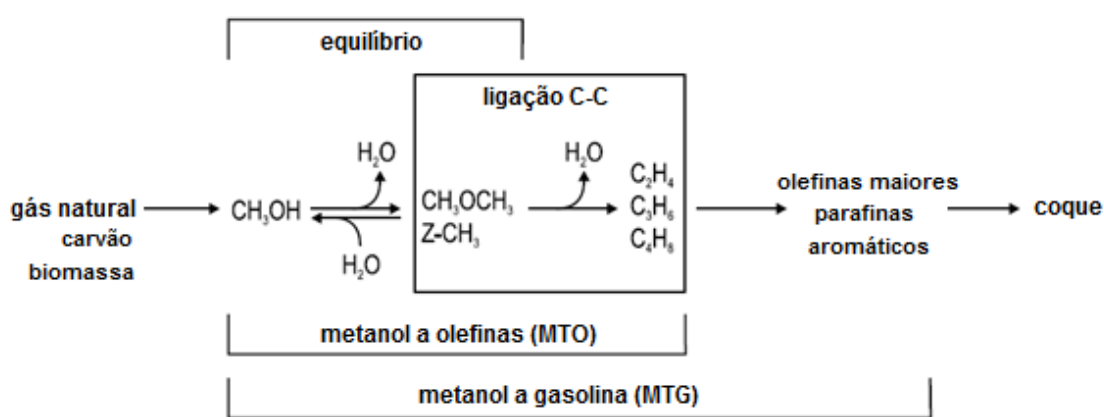 equilíbrio
ligação C-C
gás natural
carvão
biomassa
CH₃OH
H₂O
H₂O
CH₃OCH₃
Z-CH₃
H₂O
C₂H₄
C₃H₆
C₄H₈
olefinas maiores
parafinas
aromáticos
coque
metanol a olefinas (MTO)
metanol a gasolina (MTG)